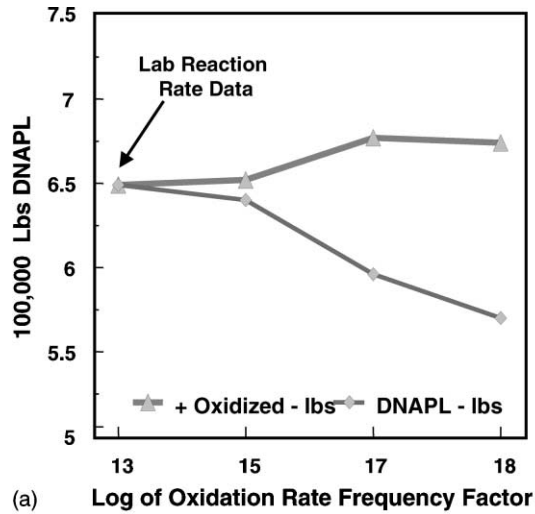 7.5
Lab Reaction
Rate Data
7
6.5
6
5.5
5
100,000 Lbs DNAPL
+ Oxidized - lbs
DNAPL - lbs
13 15 17 18
(a) Log of Oxidation Rate Frequency Factor